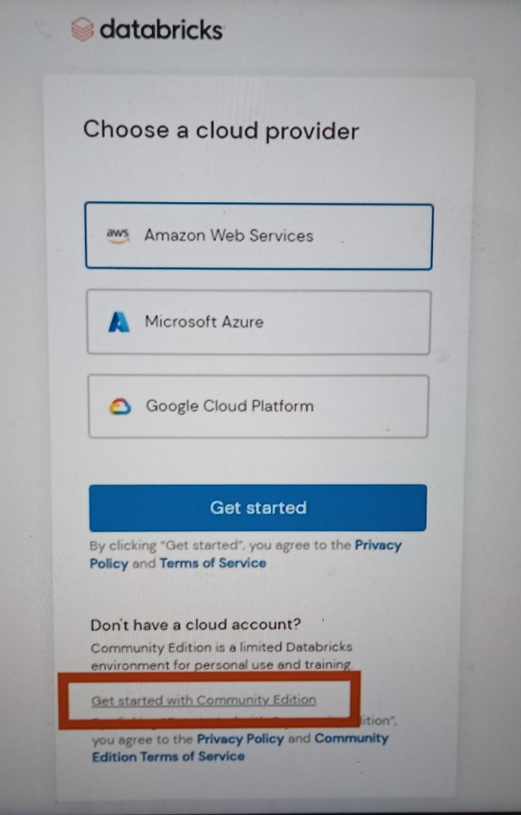 databricks
Choose a cloud provider
aws Amazon Web Services
Microsoft Azure
Google Cloud Platform
Get started
By clicking "Get started", you agree to the Privacy
Policy and Terms of Service
Don't have a cloud account?
Community Edition is a limited Databricks
environment for personal use and training.
Get started with Community Edition
you agree to the Privacy Policy and Community
Edition Terms of Service